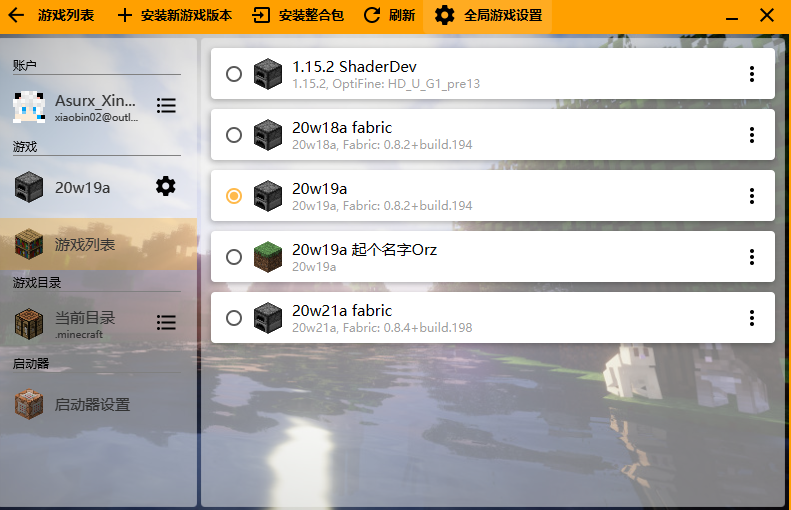 游戏列表 安装新游戏版本 安装整合包 刷新 全局游戏设置
账户
Asurx_Xin...
xiaobin02@outl...
游戏
20w19a
游戏列表
游戏目录
当前目录
.minecraft
启动器
启动器设置
1.15.2 ShaderDev
1.15.2, OptiFine: HD_U_G1_pre13
20w18a fabric
20w18a, Fabric: 0.8.2+build.194
20w19a
20w19a, Fabric: 0.8.2+build.194
20w19a 起个名字Orz
20w19a
20w21a fabric
20w21a, Fabric: 0.8.4+build.198